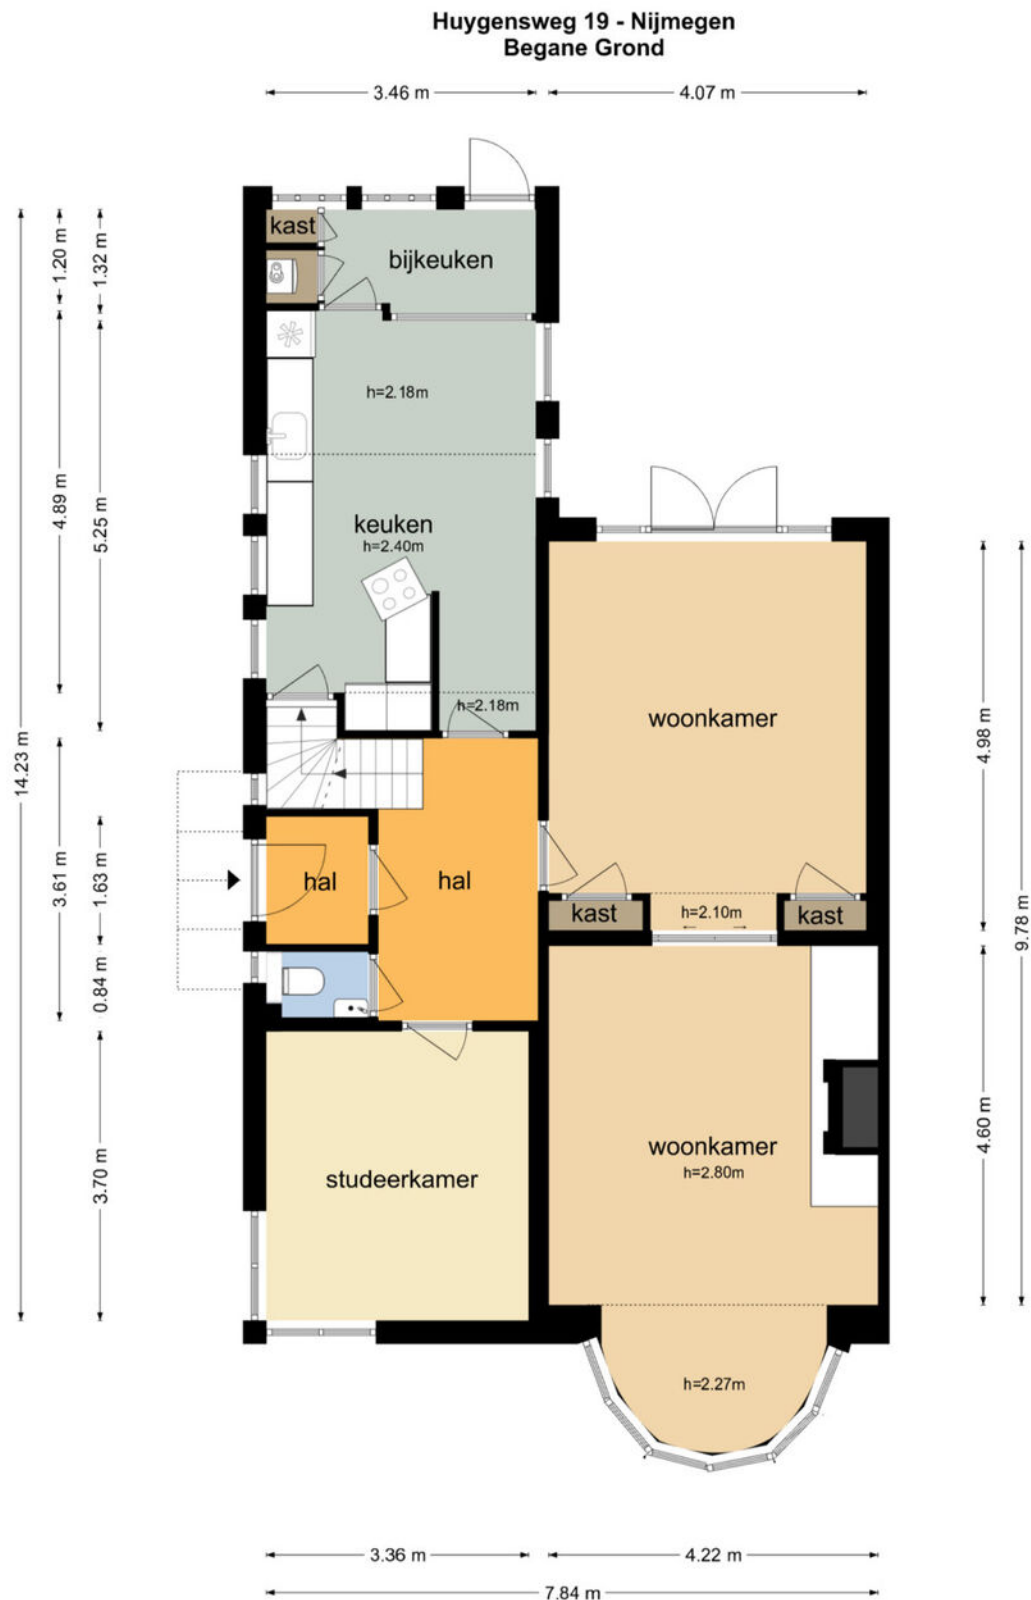 Huygensweg 19 - Nijmegen
Begane Grond
3.46 m
4.07 m
kast
bijkeuken
1.20 m
1.32 m
h=2.18m
keuken
h=2.40m
4.89 m
5.25 m
h=2.18m
woonkamer
4.98 m
14.23 m
hal
hal
3.61 m
1.63 m
kast
h=2.10m
kast
9.78 m
0.84 m
woonkamer
h=2.80m
4.60 m
studeerkamer
3.70 m
h=2.27m
3.36 m
4.22 m
7.84 m